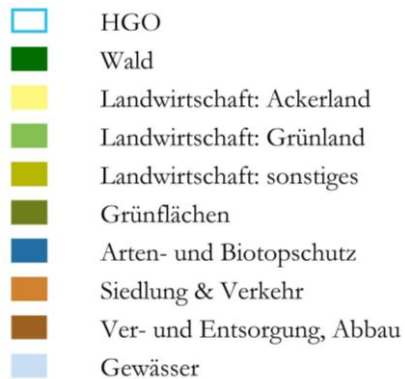 HGO
Wald
Landwirtschaft: Ackerland
Landwirtschaft: Grünland
Landwirtschaft: sonstiges
Grünflächen
Arten- und Biotopschutz
Siedlung & Verkehr
Ver- und Entsorgung, Abbau
Gewässer